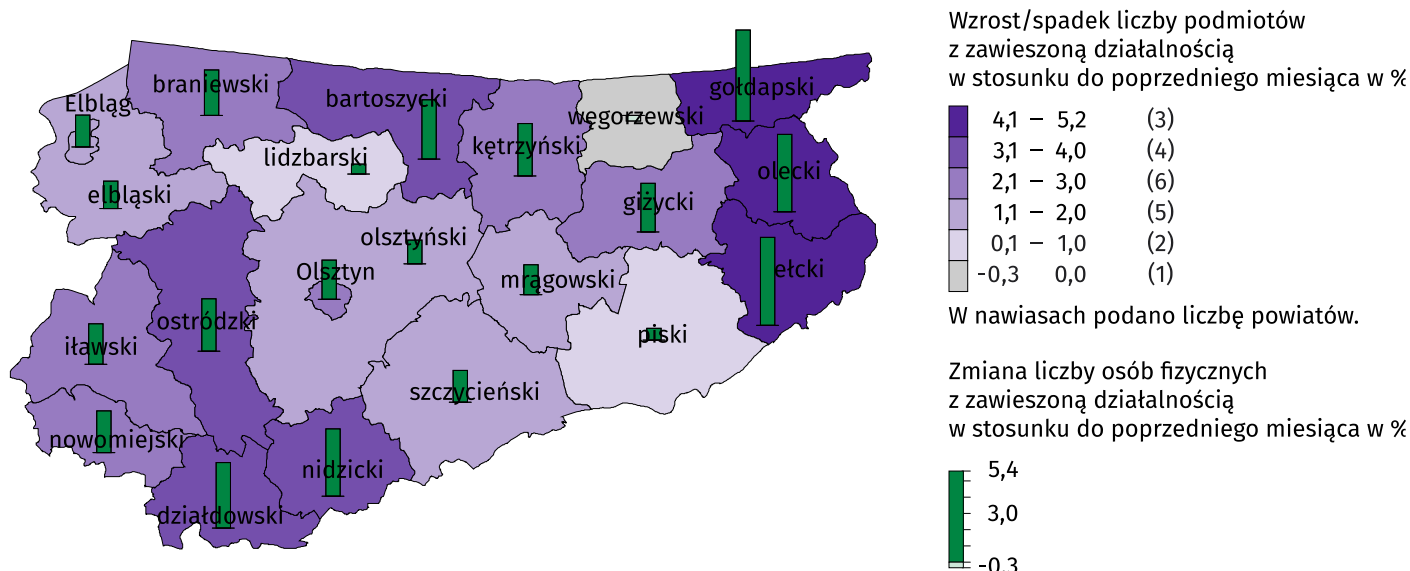 Wzrost/spadek liczby podmiotów
z zawieszoną działalnością
w stosunku do poprzedniego miesiąca w %
4,1 – 5,2 (3)
3,1 – 4,0 (4)
2,1 – 3,0 (6)
1,1 – 2,0 (5)
0,1 – 1,0 (2)
-0,3 0,0 (1)
W nawiasach podano liczbę powiatów.
Zmiana liczby osób fizycznych
z zawieszoną działalnością
w stosunku do poprzedniego miesiąca w %
5,4
3,0
-0,3
braniewski
gołdapski
bartoszycki
Elbląg
węgorzewski
kętrzyński
lidzbarski
olecki
elbląski
giżycki
olsztyński
Olsztyn
ełcki
mrągowski
ostródzki
piski
iławski
szczycieński
nowomiejski
nidzicki
działdowski